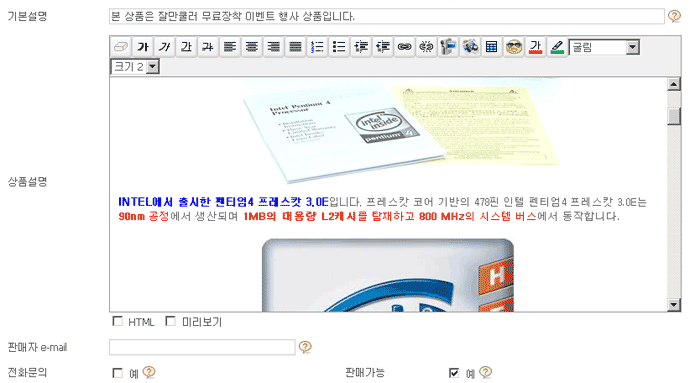 기본설명 본 상품은 잘만쿨러 무료장착 이벤트 행사 상품입니다.
가 가 가 가 가 굴림
크기 2
Intel Pentium 4
Processor
intel
inside
pentium 4
상품설명
INTEL에서 출시한 펜티엄4 프레스캇 3.0E입니다. 프레스캇 코어 기반의 478핀 인텔 펜티엄4 프레스캇 3.0E는
90nm 공정에서 생산되며 1MB의 대용량 L2캐시를 탑재하고 800 MHz의 시스템 버스에서 동작합니다.
H
HTML 미리보기
판매자 e-mail
전화문의 예 판매가능 예